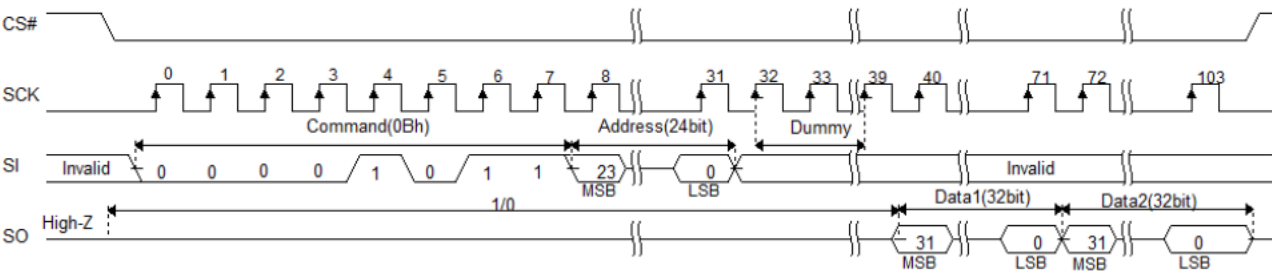 CS#
0 1 2 3 4 5 6 7 8 31 32 33 39 40 71 72 103
SCK
Command(0Bh) Address(24bit) Dummy
SI Invalid 0 0 0 0 1 0 1 1 23 0 Invalid
MSB LSB
1/0 Data1(32bit) Data2(32bit)
High-Z
SO 31 0 31 0
MSB LSB MSB LSB